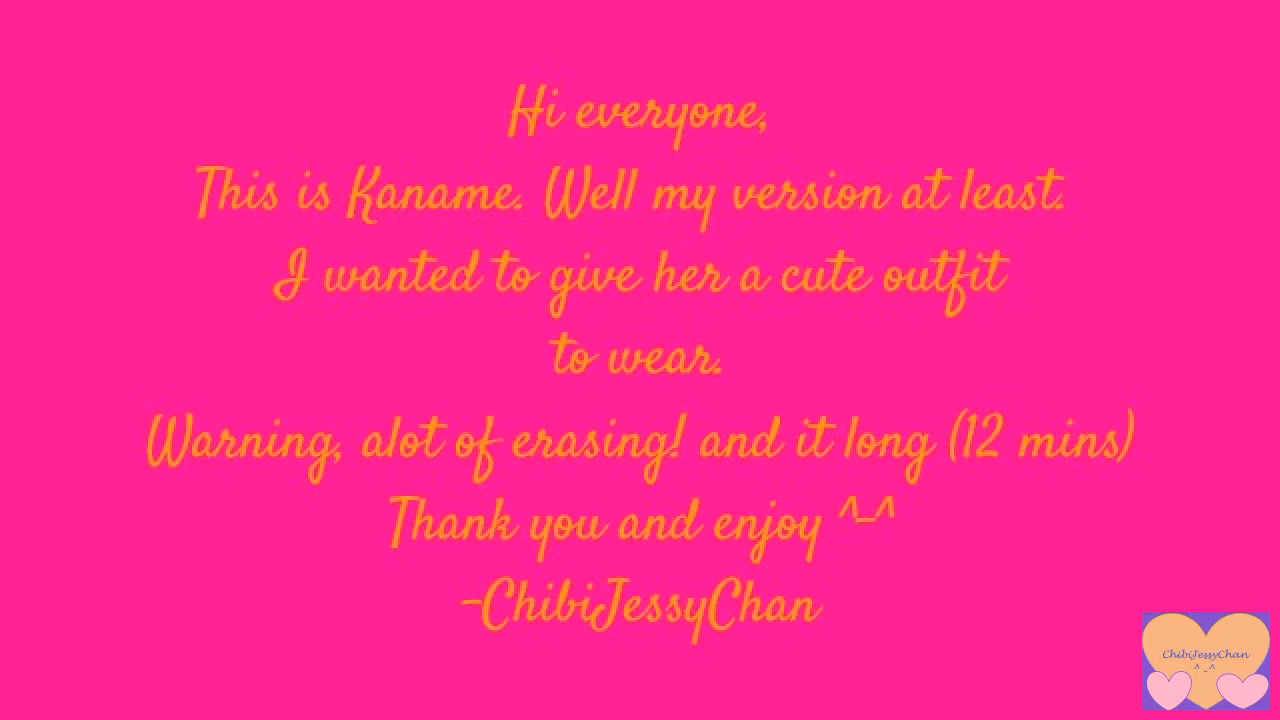 Hi everyone,
This is Kaname. Well my version at least.
I wanted to give her a cute outfit
to wear.
Warning, alot of erasing! and it long (12 mins)
Thank you and enjoy ^-^
-ChibiJessyChan
ChibiJessyChan
^_^